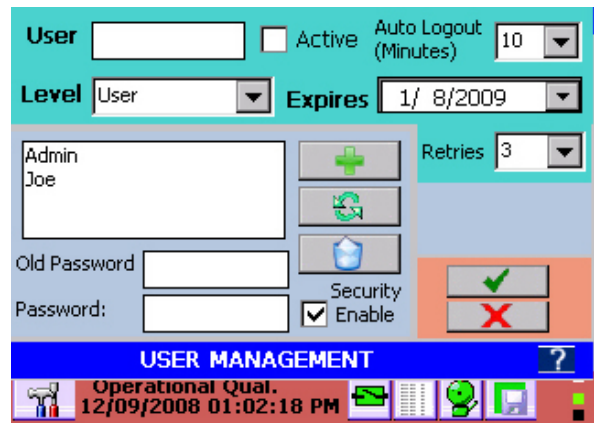 User
Active
Auto Logout
(Minutes)
10
Level
User
Expires
1/ 8/2009
Admin
Joe
Retries
3
Old Password
Password:
Security
Enable
USER MANAGEMENT
?
Operational Qual.
12/09/2008 01:02:18 PM